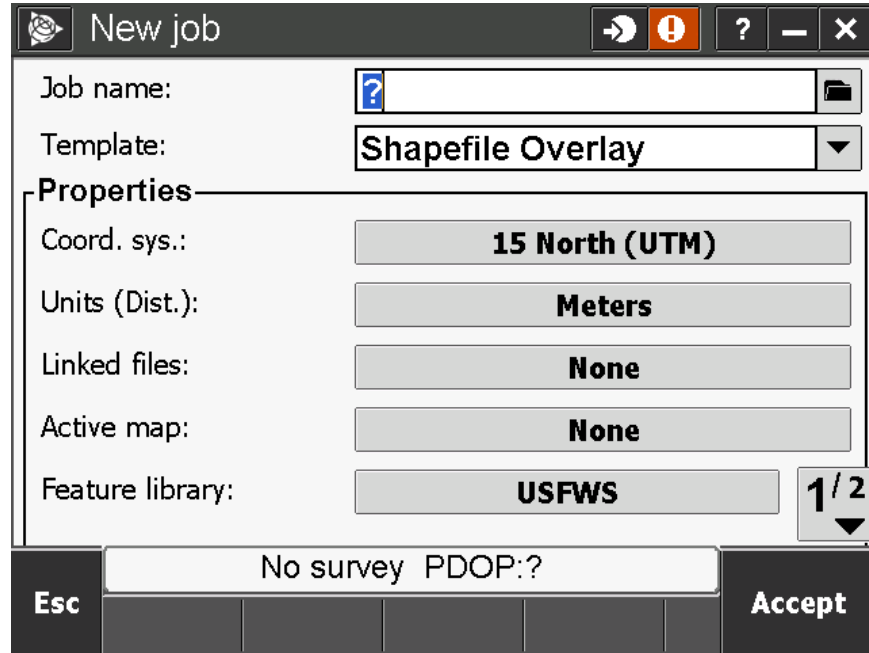 New job
? – ×
Job name: ?
Template: Shapefile Overlay
Properties
Coord. sys.: 15 North (UTM)
Units (Dist.): Meters
Linked files: None
Active map: None
Feature library: USFWS
1/2
No survey PDOP:?
Esc
Accept